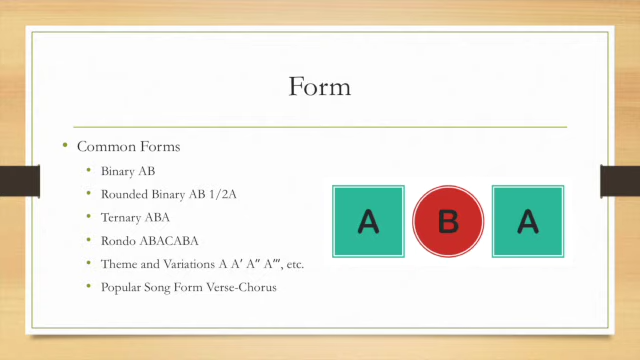 Form
Common Forms
Binary AB
Rounded Binary AB 1/2A
Ternary ABA
Rondo ABACABA
Theme and Variations A A′ A″ A‴, etc.
Popular Song Form Verse-Chorus
A B A